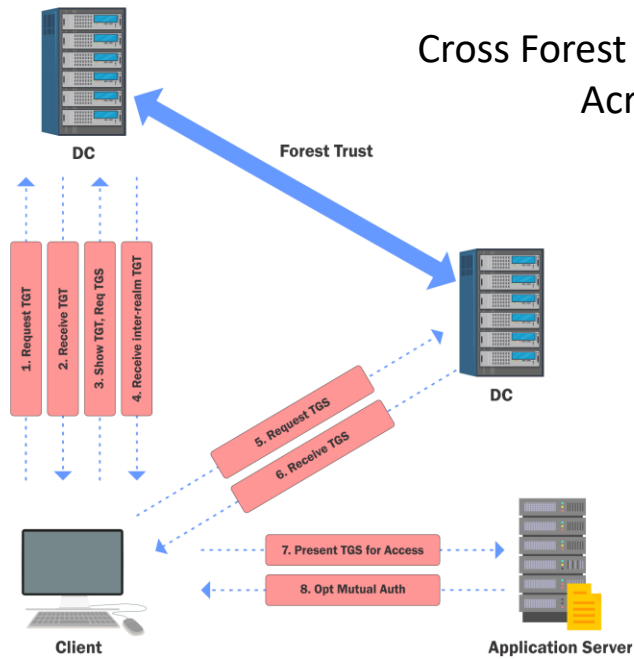 Cross Forest
DC
Forest Trust
1. Request TGT
2. Receive TGT
3. Show TGT, Req TGS
4. Receive inter-realm TGT
DC
5. Request TGS
6. Receive TGS
7. Present TGS for Access
8. Opt Mutual Auth
Client
Application Server